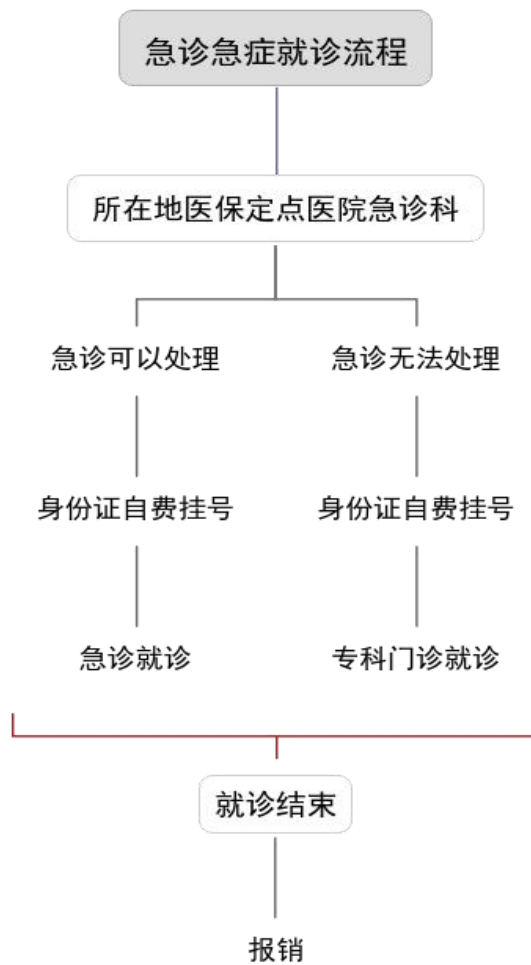 急诊急症就诊流程
所在地医保定点医院急诊科
急诊可以处理
急诊无法处理
身份证自费挂号
身份证自费挂号
急诊就诊
专科门诊就诊
就诊结束
报销